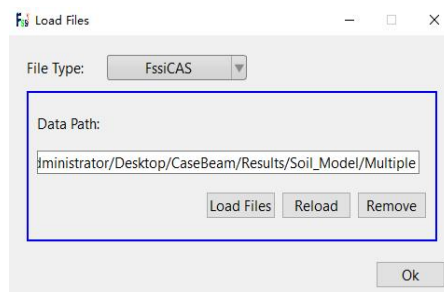 Load Files
File Type: FssiCAS
Data Path:
dministrator/Desktop/CaseBeam/Results/Soil_Model/Multiple
Load Files Reload Remove
Ok